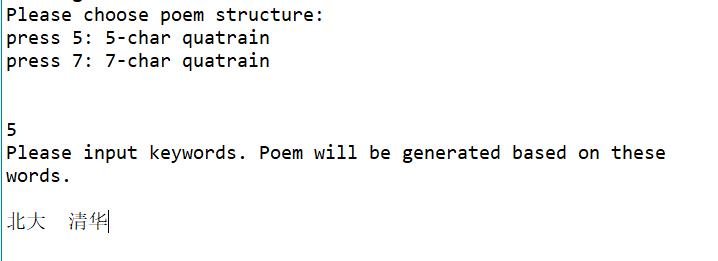 Please choose poem structure:
press 5: 5-char quatrain
press 7: 7-char quatrain
5
Please input keywords. Poem will be generated based on these
words.
北大  清华